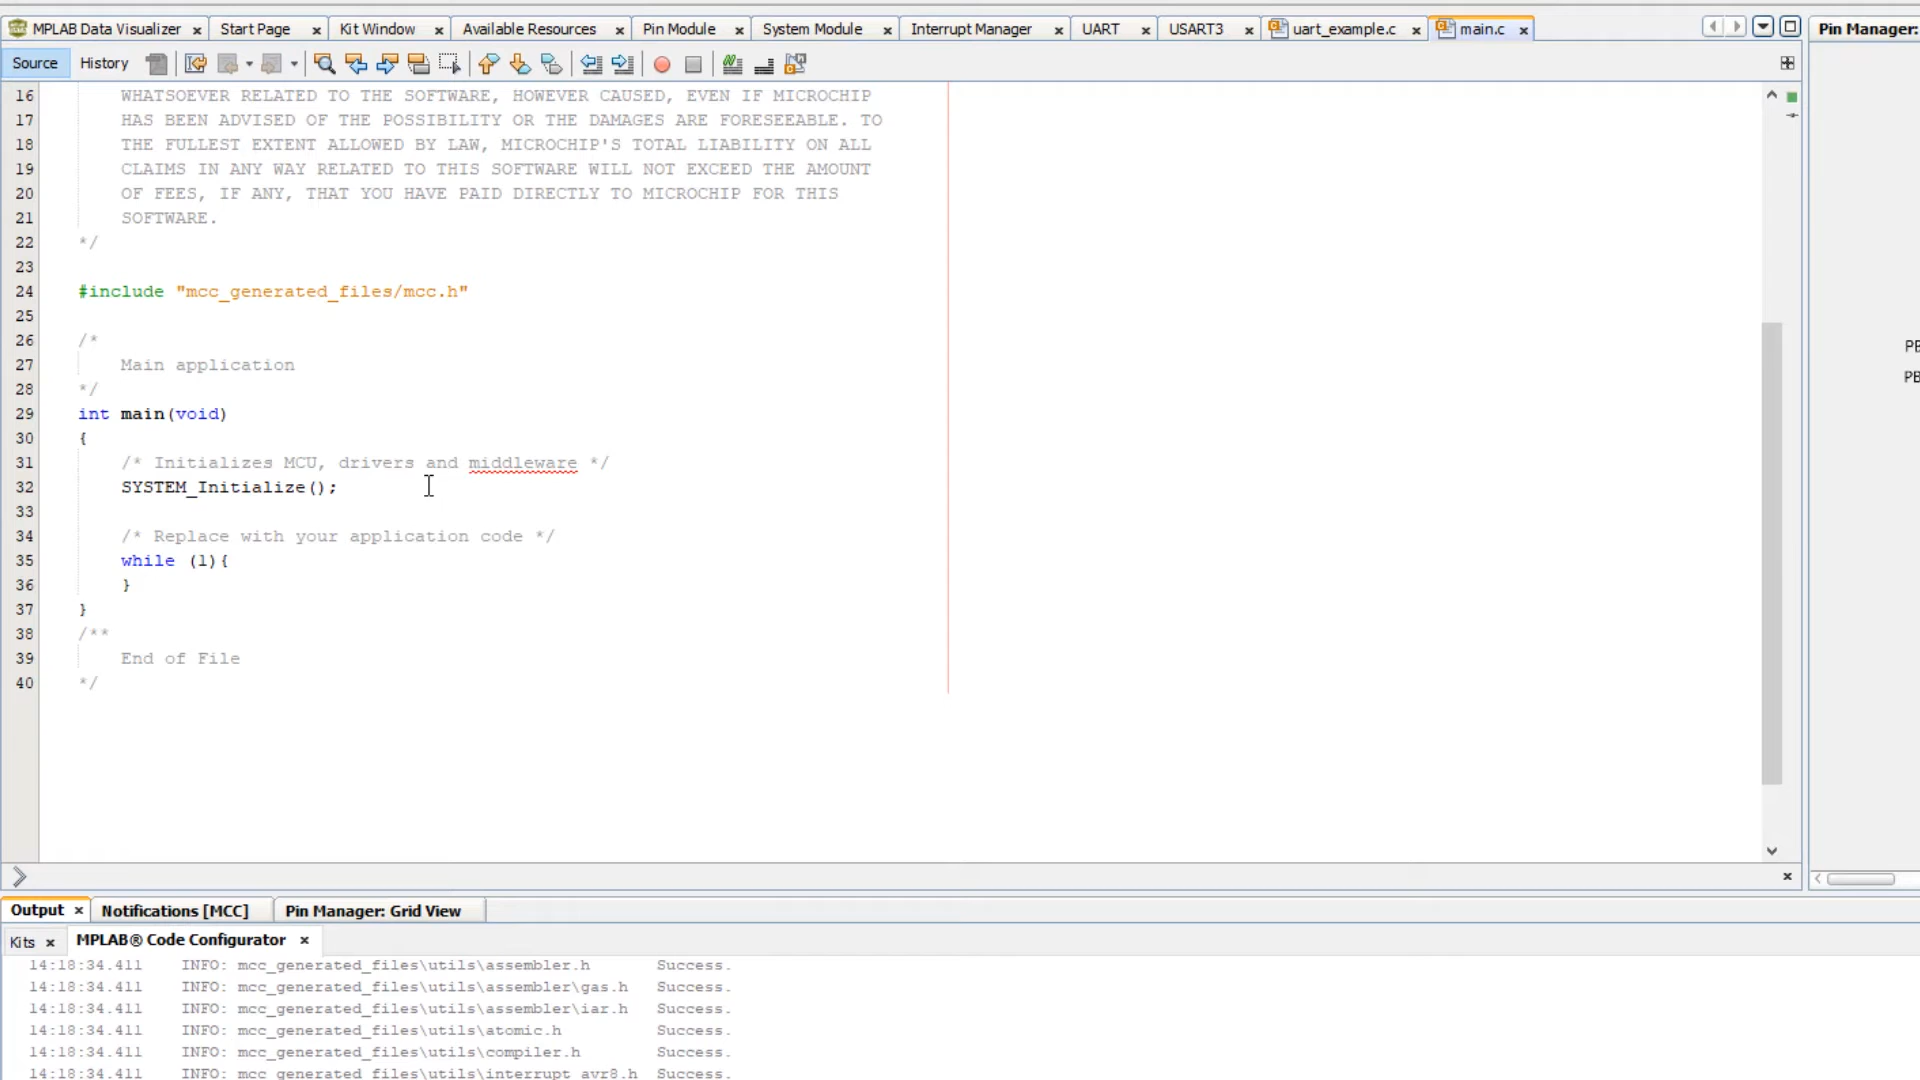 MPLAB Data Visualizer × Start Page × Kit Window × Available Resources × Pin Module × System Module × Interrupt Manager × UART × USART3 × uart_example.c × main.c × Pin Manager:
Source History
16 WHATSOEVER RELATED TO THE SOFTWARE, HOWEVER CAUSED, EVEN IF MICROCHIP
17 HAS BEEN ADVISED OF THE POSSIBILITY OR THE DAMAGES ARE FORESEEABLE. TO
18 THE FULLEST EXTENT ALLOWED BY LAW, MICROCHIP'S TOTAL LIABILITY ON ALL
19 CLAIMS IN ANY WAY RELATED TO THIS SOFTWARE WILL NOT EXCEED THE AMOUNT
20 OF FEES, IF ANY, THAT YOU HAVE PAID DIRECTLY TO MICROCHIP FOR THIS
21 SOFTWARE.
22 */
23
24 #include "mcc_generated_files/mcc.h"
25
26 /*
27 Main application
28 */
29 int main(void)
30 {
31 /* Initializes MCU, drivers and middleware */
32 SYSTEM_Initialize();
33
34 /* Replace with your application code */
35 while (1){
36 }
37 }
38 /**
39 End of File
40 */
PB
PB
Output × Notifications [MCC] Pin Manager: Grid View
Kits × MPLAB® Code Configurator ×
14:18:34.411 INFO: mcc_generated_files\utils\assembler.h Success.
14:18:34.411 INFO: mcc_generated_files\utils\assembler\gas.h Success.
14:18:34.411 INFO: mcc_generated_files\utils\assembler\iar.h Success.
14:18:34.411 INFO: mcc_generated_files\utils\atomic.h Success.
14:18:34.411 INFO: mcc_generated_files\utils\compiler.h Success.
14:18:34.411 INFO: mcc_generated_files\utils\interrupt_avr8.h Success.